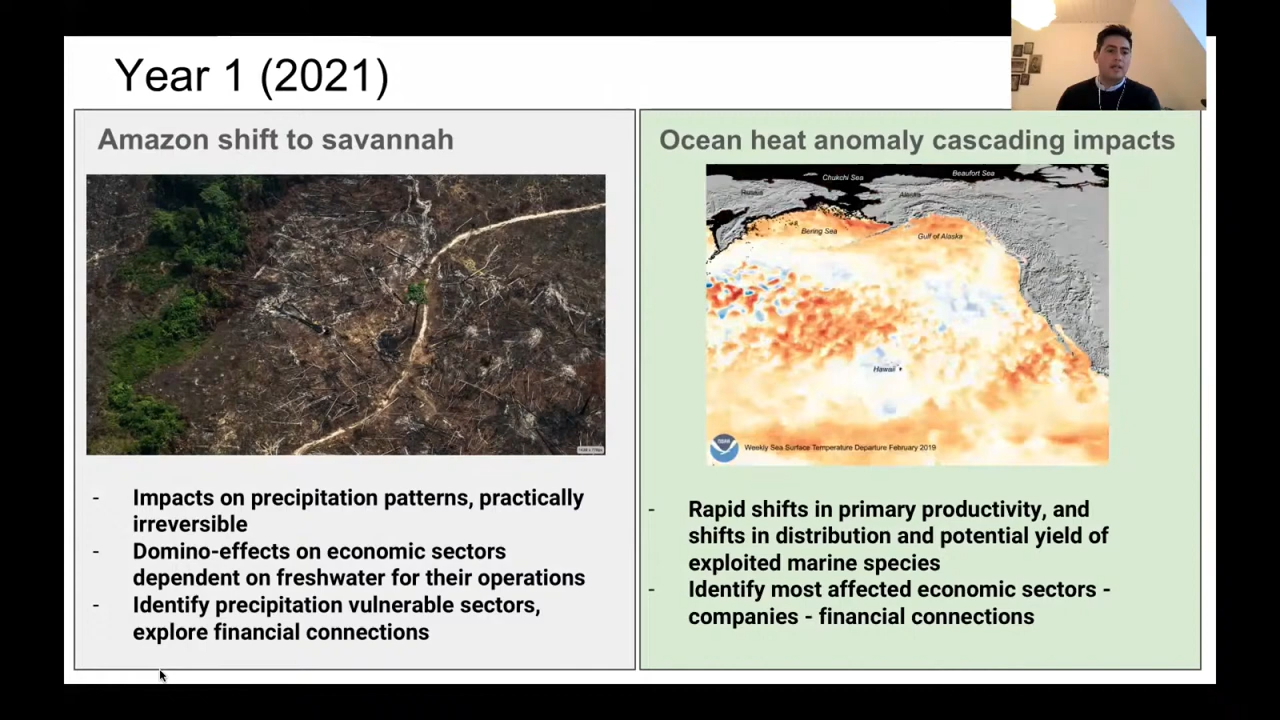 Year 1 (2021)
Amazon shift to savannah
Impacts on precipitation patterns, practically
irreversible
Domino-effects on economic sectors
dependent on freshwater for their operations
Identify precipitation vulnerable sectors,
explore financial connections
Ocean heat anomaly cascading impacts
Chukchi Sea
Beaufort Sea
Russia
Alaska
Bering Sea
Gulf of Alaska
Hawaii
Weekly Sea Surface Temperature Departure February 2019
Rapid shifts in primary productivity, and
shifts in distribution and potential yield of
exploited marine species
Identify most affected economic sectors -
companies - financial connections